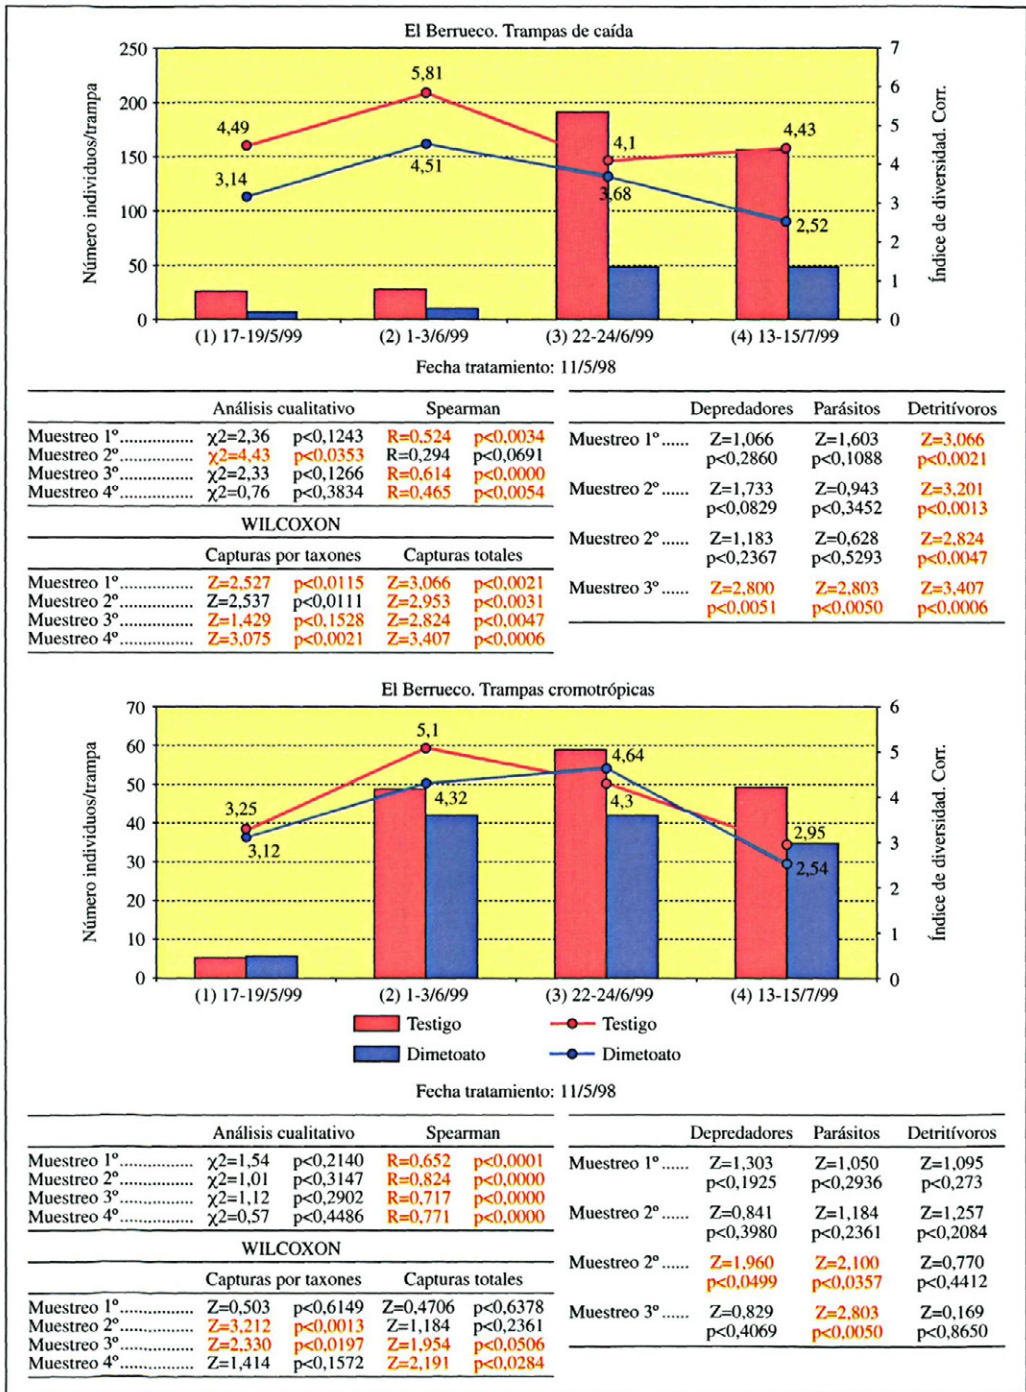 El Berrueco. Trampas de caída
Número individuos/trampa
250
200
150
100
50
0
7
6
5
4
3
2
1
0
Índice de diversidad. Corr.
4,49
5,81
4,1
4,43
3,14
4,51
3,68
2,52
(1) 17-19/5/99
(2) 1-3/6/99
(3) 22-24/6/99
(4) 13-15/7/99
Fecha tratamiento: 11/5/98
Análisis cualitativo Spearman
Muestreo 1º............... χ2=2,36 p<0,1243 R=0,524 p<0,0034
Muestreo 2º............... χ2=4,43 p<0,0353 R=0,294 p<0,0691
Muestreo 3º............... χ2=2,33 p<0,1266 R=0,614 p<0,0000
Muestreo 4º............... χ2=0,76 p<0,3834 R=0,465 p<0,0054
WILCOXON
Capturas por taxones Capturas totales
Muestreo 1º............... Z=2,527 p<0,0115 Z=3,066 p<0,0021
Muestreo 2º............... Z=2,537 p<0,0111 Z=2,953 p<0,0031
Muestreo 3º............... Z=1,429 p<0,1528 Z=2,824 p<0,0047
Muestreo 4º............... Z=3,075 p<0,0021 Z=3,407 p<0,0006
Depredadores Parásitos Detritívoros
Muestreo 1º...... Z=1,066 Z=1,603 Z=3,066
p<0,2860 p<0,1088 p<0,0021
Muestreo 2º...... Z=1,733 Z=0,943 Z=3,201
p<0,0829 p<0,3452 p<0,0013
Muestreo 2º...... Z=1,183 Z=0,628 Z=2,824
p<0,2367 p<0,5293 p<0,0047
Muestreo 3º...... Z=2,800 Z=2,803 Z=3,407
p<0,0051 p<0,0050 p<0,0006
El Berrueco. Trampas cromotrópicas
Número individuos/trampa
70
60
50
40
30
20
10
0
6
5
4
3
2
1
0
Índice de diversidad. Corr.
3,25
5,1
4,64
2,95
3,12
4,32
4,3
2,54
(1) 17-19/5/99
(2) 1-3/6/99
(3) 22-24/6/99
(4) 13-15/7/99
Testigo Testigo
Dimetoato Dimetoato
Fecha tratamiento: 11/5/98
Análisis cualitativo Spearman
Muestreo 1º............... χ2=1,54 p<0,2140 R=0,652 p<0,0001
Muestreo 2º............... χ2=1,01 p<0,3147 R=0,824 p<0,0000
Muestreo 3º............... χ2=1,12 p<0,2902 R=0,717 p<0,0000
Muestreo 4º............... χ2=0,57 p<0,4486 R=0,771 p<0,0000
WILCOXON
Capturas por taxones Capturas totales
Muestreo 1º............... Z=0,503 p<0,6149 Z=0,4706 p<0,6378
Muestreo 2º............... Z=3,212 p<0,0013 Z=1,184 p<0,2361
Muestreo 3º............... Z=2,330 p<0,0197 Z=1,954 p<0,0506
Muestreo 4º............... Z=1,414 p<0,1572 Z=2,191 p<0,0284
Depredadores Parásitos Detritívoros
Muestreo 1º...... Z=1,303 Z=1,050 Z=1,095
p<0,1925 p<0,2936 p<0,273
Muestreo 2º...... Z=0,841 Z=1,184 Z=1,257
p<0,3980 p<0,2361 p<0,2084
Muestreo 2º...... Z=1,960 Z=2,100 Z=0,770
p<0,0499 p<0,0357 p<0,4412
Muestreo 3º...... Z=0,829 Z=2,803 Z=0,169
p<0,4069 p<0,0050 p<0,8650